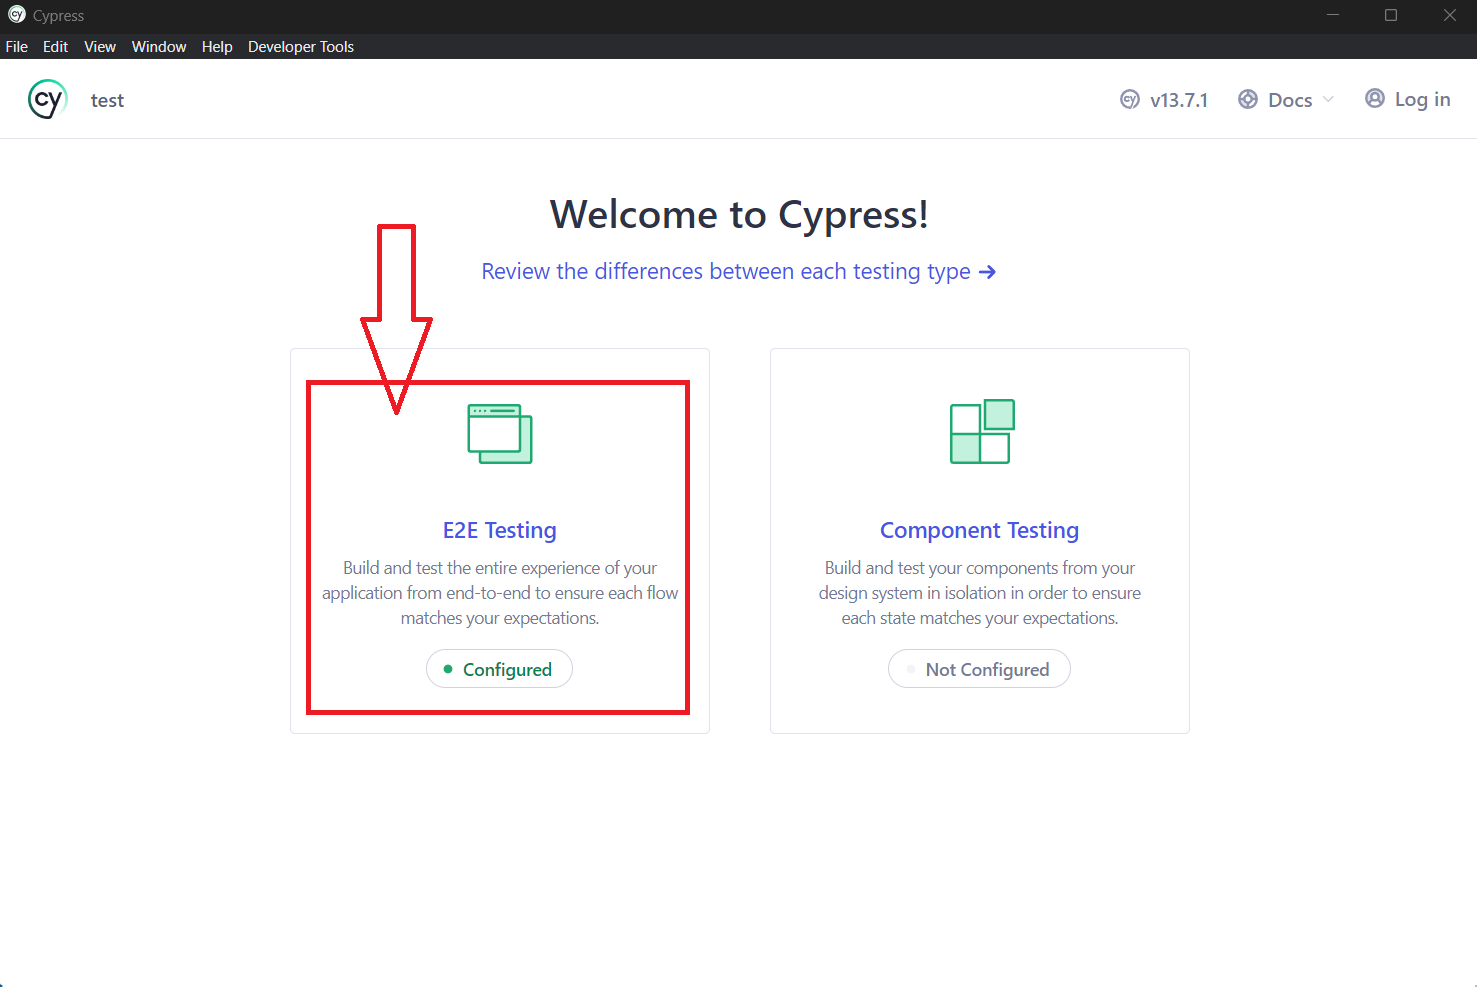 cy Cypress
File Edit View Window Help Developer Tools
cy test
cy v13.7.1 Docs Log in
Welcome to Cypress!
Review the differences between each testing type →
E2E Testing
Build and test the entire experience of your
application from end-to-end to ensure each flow
matches your expectations.
Configured
Component Testing
Build and test your components from your
design system in isolation in order to ensure
each state matches your expectations.
Not Configured